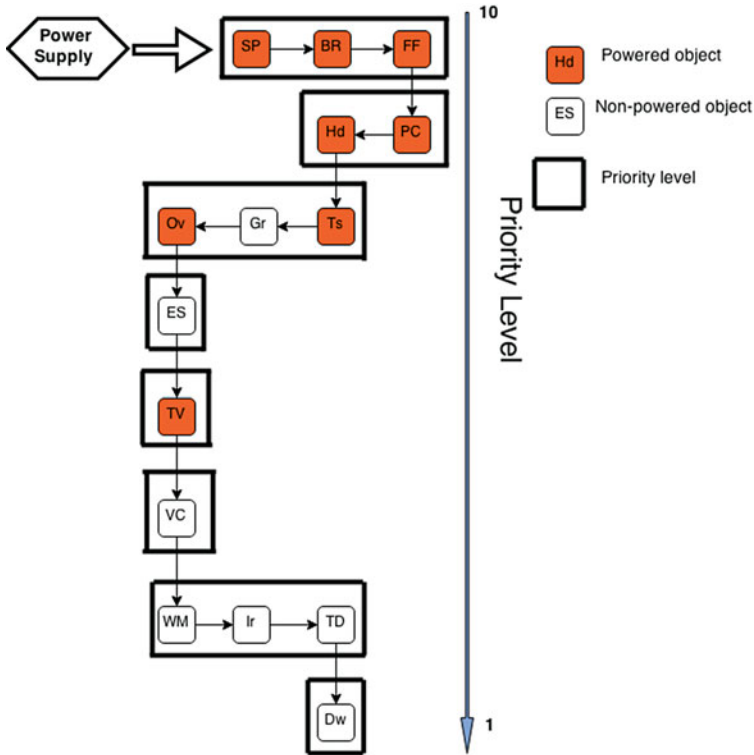 Power
Supply
SP
BR
FF
10
Hd
Powered object
ES
Non-powered object
Priority level
Hd
PC
Ov
Gr
Ts
Priority Level
ES
TV
VC
WM
Ir
TD
Dw
1